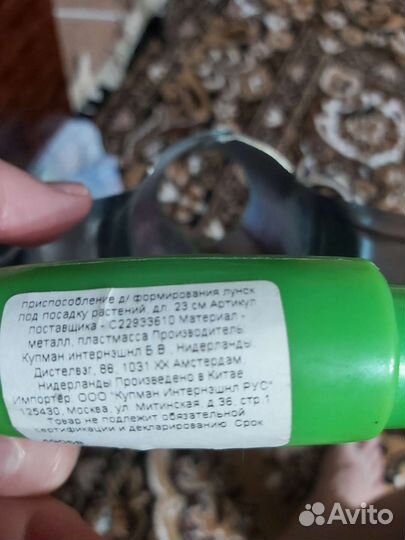 приспособление д/ формирования лунок
под посадку растений, дл. 23 см Артикул
поставщика - С22933610 Материал -
металл, пластмасса Производитель:
Купман интернэшнл Б.В., Нидерланды
Дистелвэг, 88, 1031 ХХ Амстердам,
Нидерланды Произведено в Китае
Импортёр: ООО "Купман Интернэшнл РУС"
125430, Москва, ул. Митинская, д.36, стр.1
Товар не подлежит обязательной
сертификации и декларированию. Срок
Avito